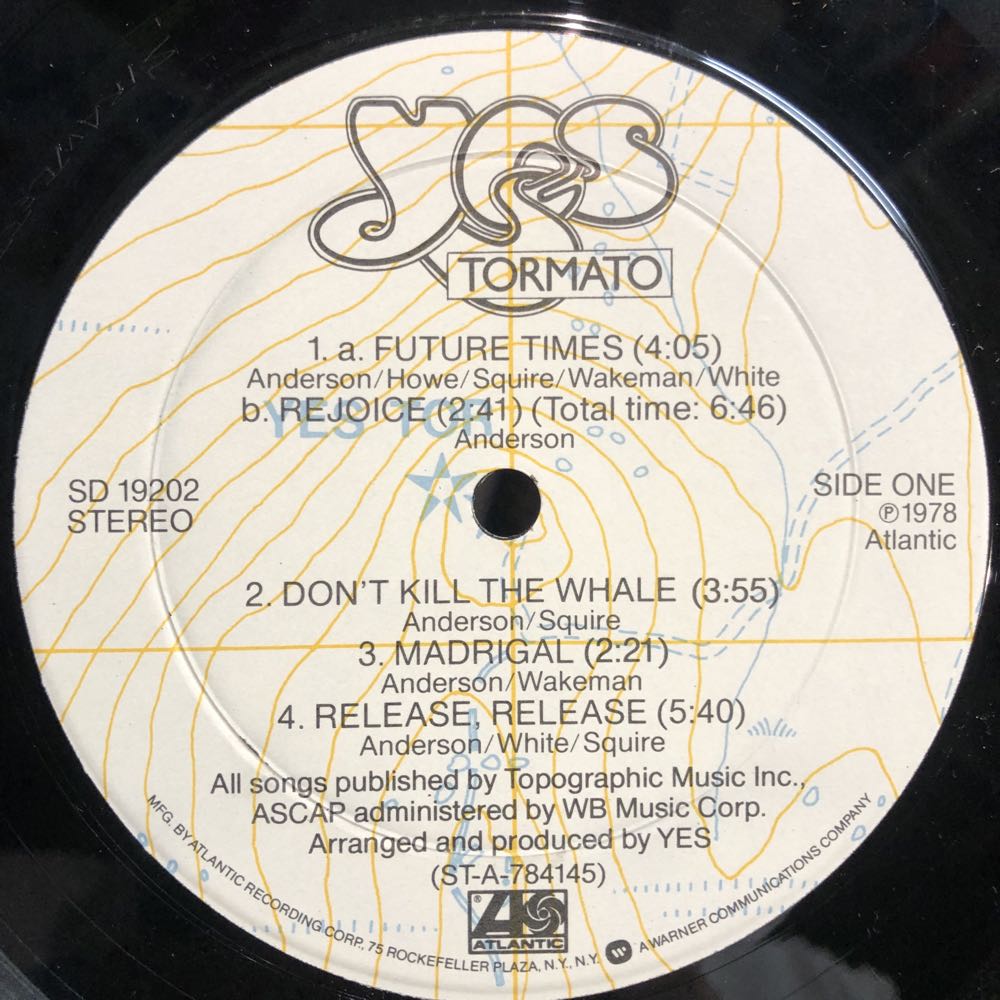 YES
TORMATO
1. a. FUTURE TIMES (4:05)
Anderson/Howe/Squire/Wakeman/White
b. REJOICE (2:41) (Total time: 6:46)
Anderson
YES TOR
SD 19202
STEREO
SIDE ONE
℗1978
Atlantic
2. DON'T KILL THE WHALE (3:55)
Anderson/Squire
3. MADRIGAL (2:21)
Anderson/Wakeman
4. RELEASE, RELEASE (5:40)
Anderson/White/Squire
All songs published by Topographic Music Inc.,
ASCAP administered by WB Music Corp.
Arranged and produced by YES
(ST-A-784145)
ATLANTIC
MFG. BY ATLANTIC RECORDING CORP., 75 ROCKEFELLER PLAZA, N.Y., N.Y. A WARNER COMMUNICATIONS COMPANY